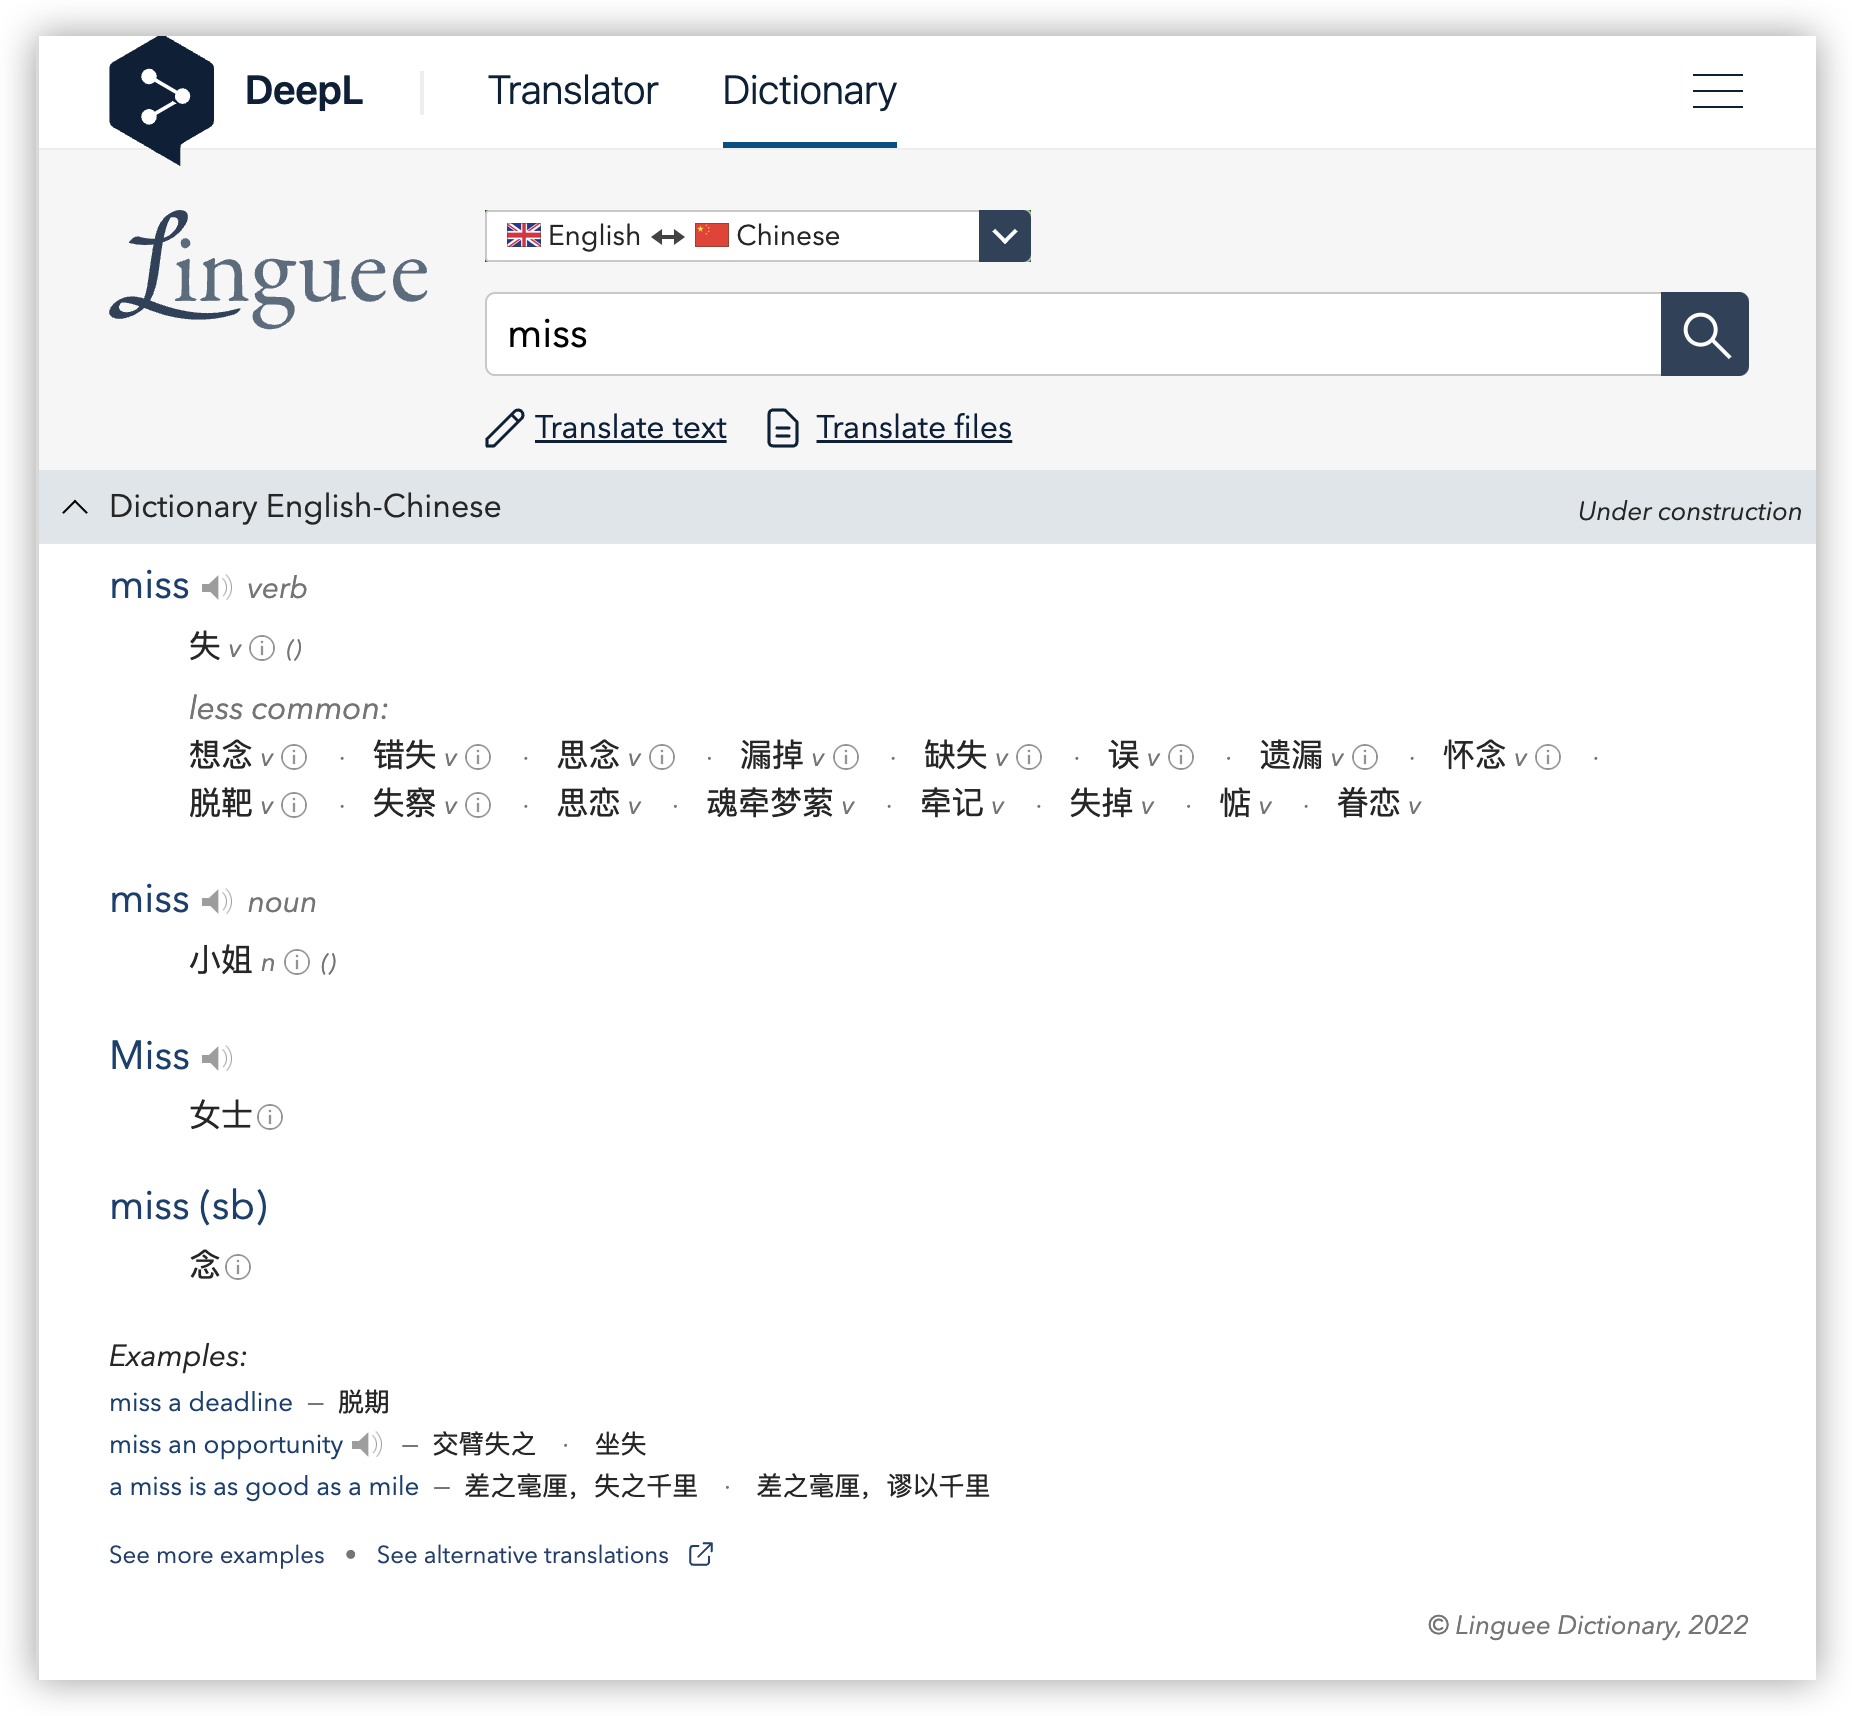 DeepL Translator Dictionary
Linguee
English ↔ Chinese
miss
Translate text Translate files
Dictionary English-Chinese Under construction
miss verb
失 v ()
less common:
想念 v · 错失 v · 思念 v · 漏掉 v · 缺失 v · 误 v · 遗漏 v · 怀念 v ·
脱靶 v · 失察 v · 思恋 v · 魂牵梦萦 v · 牵记 v · 失掉 v · 惦 v · 眷恋 v
miss noun
小姐 n ()
Miss
女士
miss (sb)
念
Examples:
miss a deadline – 脱期
miss an opportunity – 交臂失之 · 坐失
a miss is as good as a mile – 差之毫厘，失之千里 · 差之毫厘，谬以千里
See more examples • See alternative translations
© Linguee Dictionary, 2022